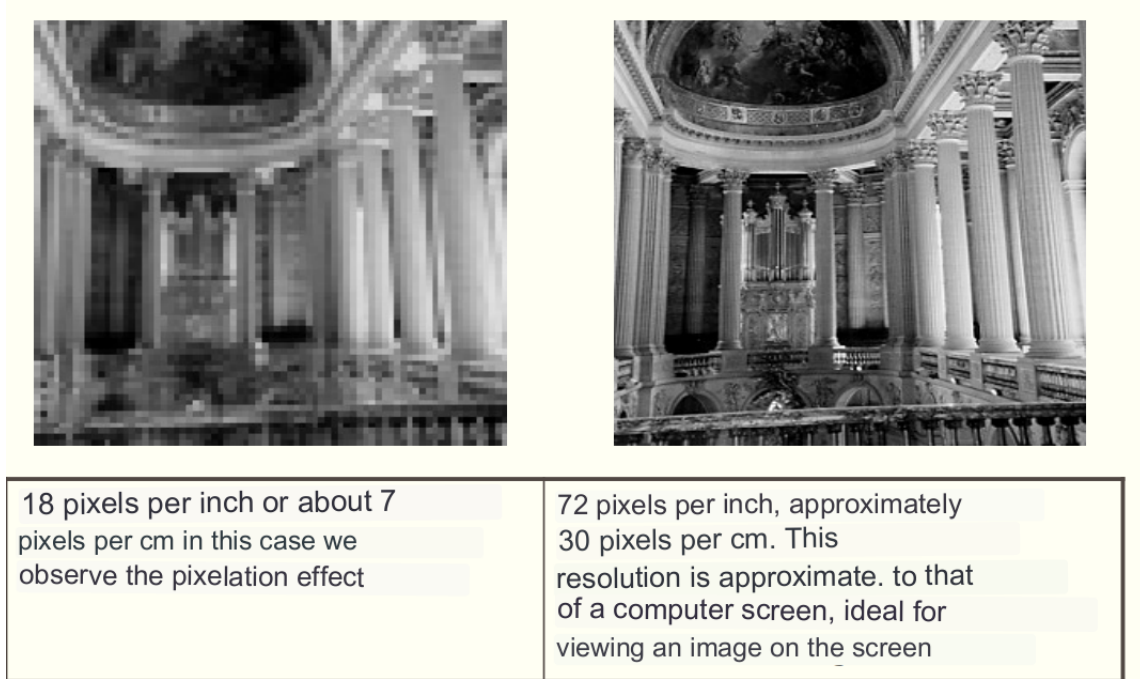 18 pixels per inch or about 7
pixels per cm in this case we
observe the pixelation effect
72 pixels per inch, approximately
30 pixels per cm. This
resolution is approximate. to that
of a computer screen, ideal for
viewing an image on the screen